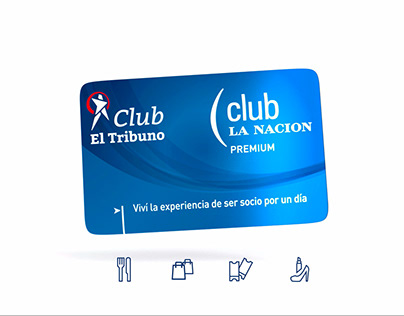 Club
El Tribuno
club
LA NACION
PREMIUM
Viví la experiencia de ser socio por un día